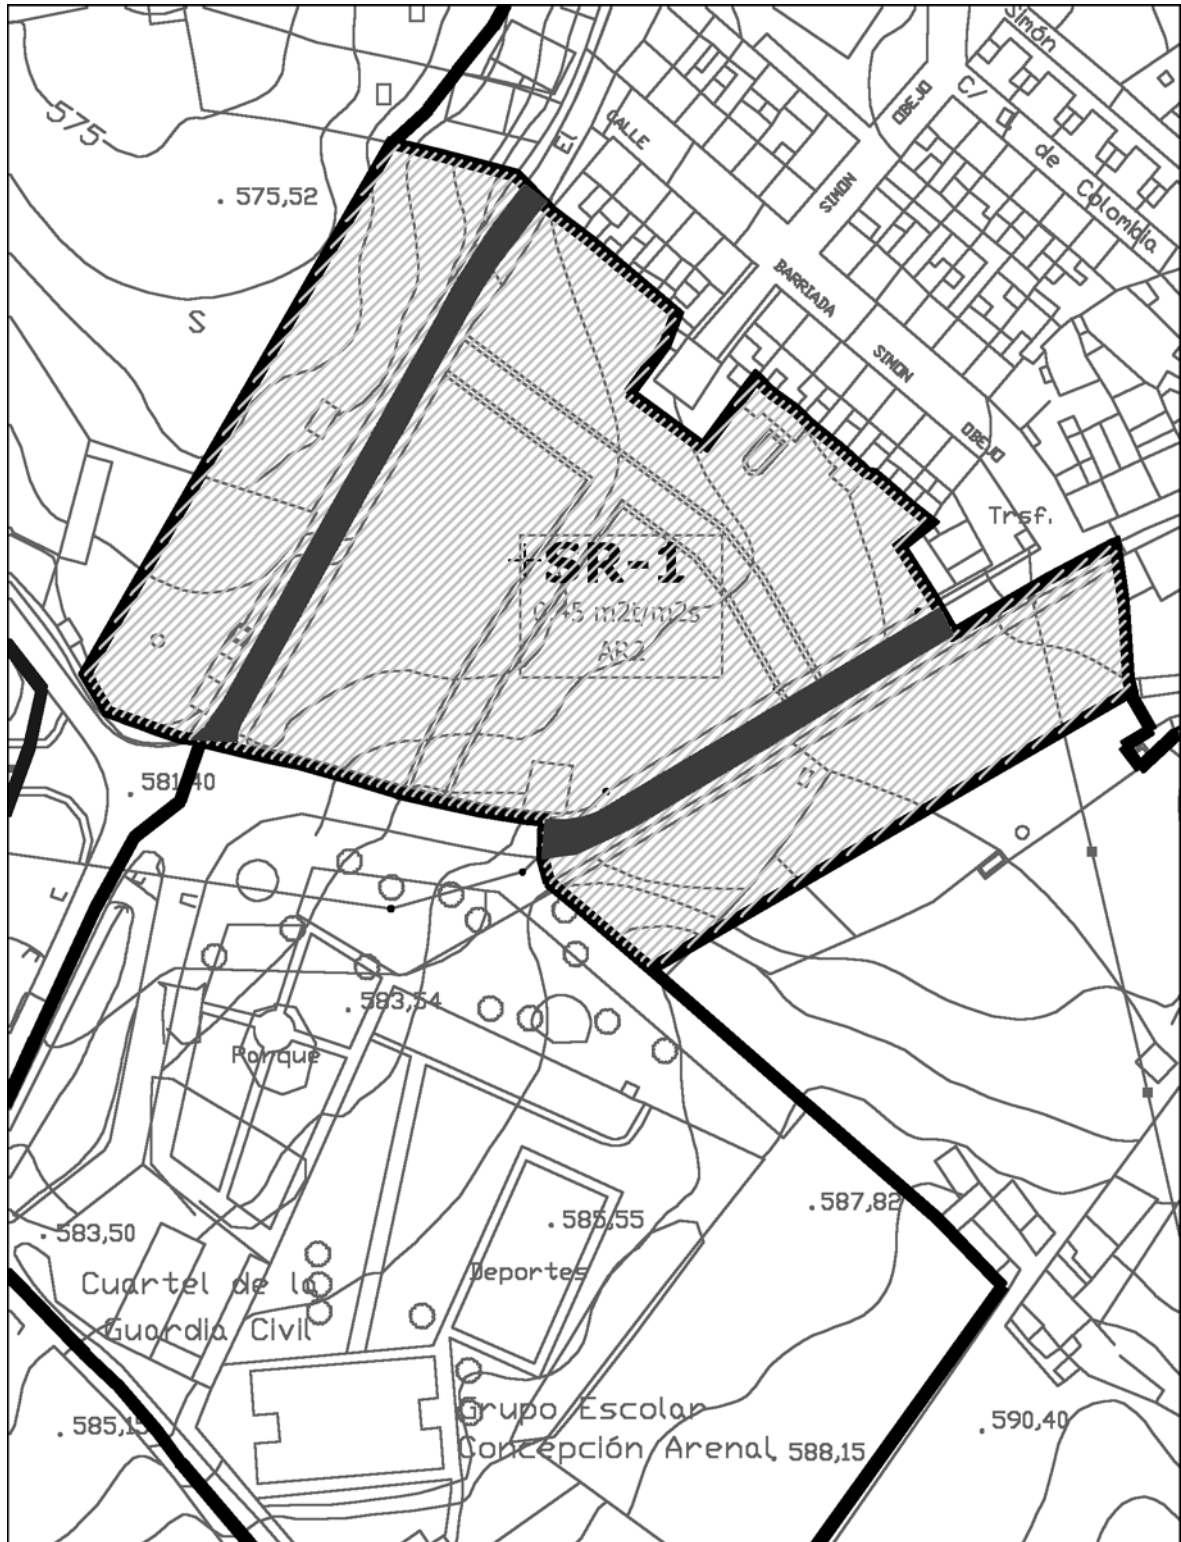 Simón
C/
de
Colombia
OBEJO
El
CALLE
575
SIMON
. 575,52
BARRIADA
S
SIMON
OBEJO
Trsf.
SR-1
0,45 m2t/m2s
AR2
. 581,40
. 583,54
Parque
. 587,82
. 585,55
. 583,50
Deportes
Cuartel de la
Guardia Civil
Grupo Escolar
Concepción Arenal
. 585,15
. 590,40
. 588,15